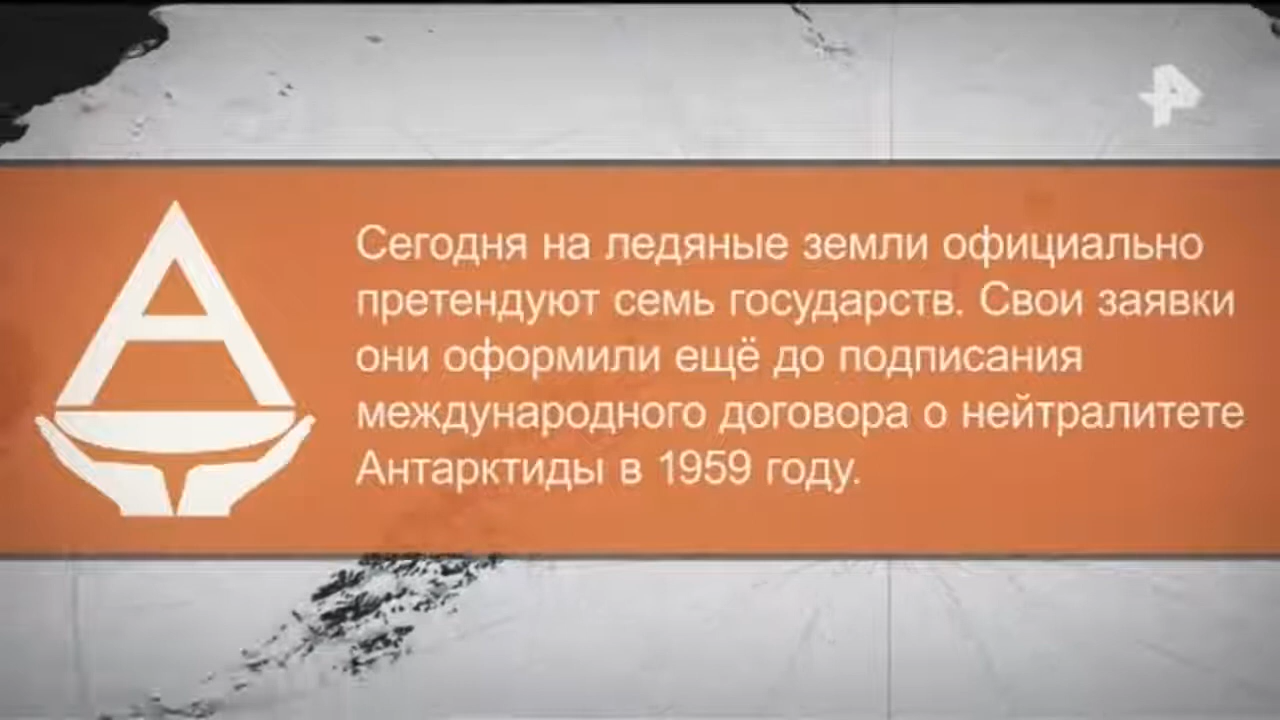 Сегодня на ледяные земли официально
претендуют семь государств. Свои заявки
они оформили ещё до подписания
международного договора о нейтралитете
Антарктиды в 1959 году.